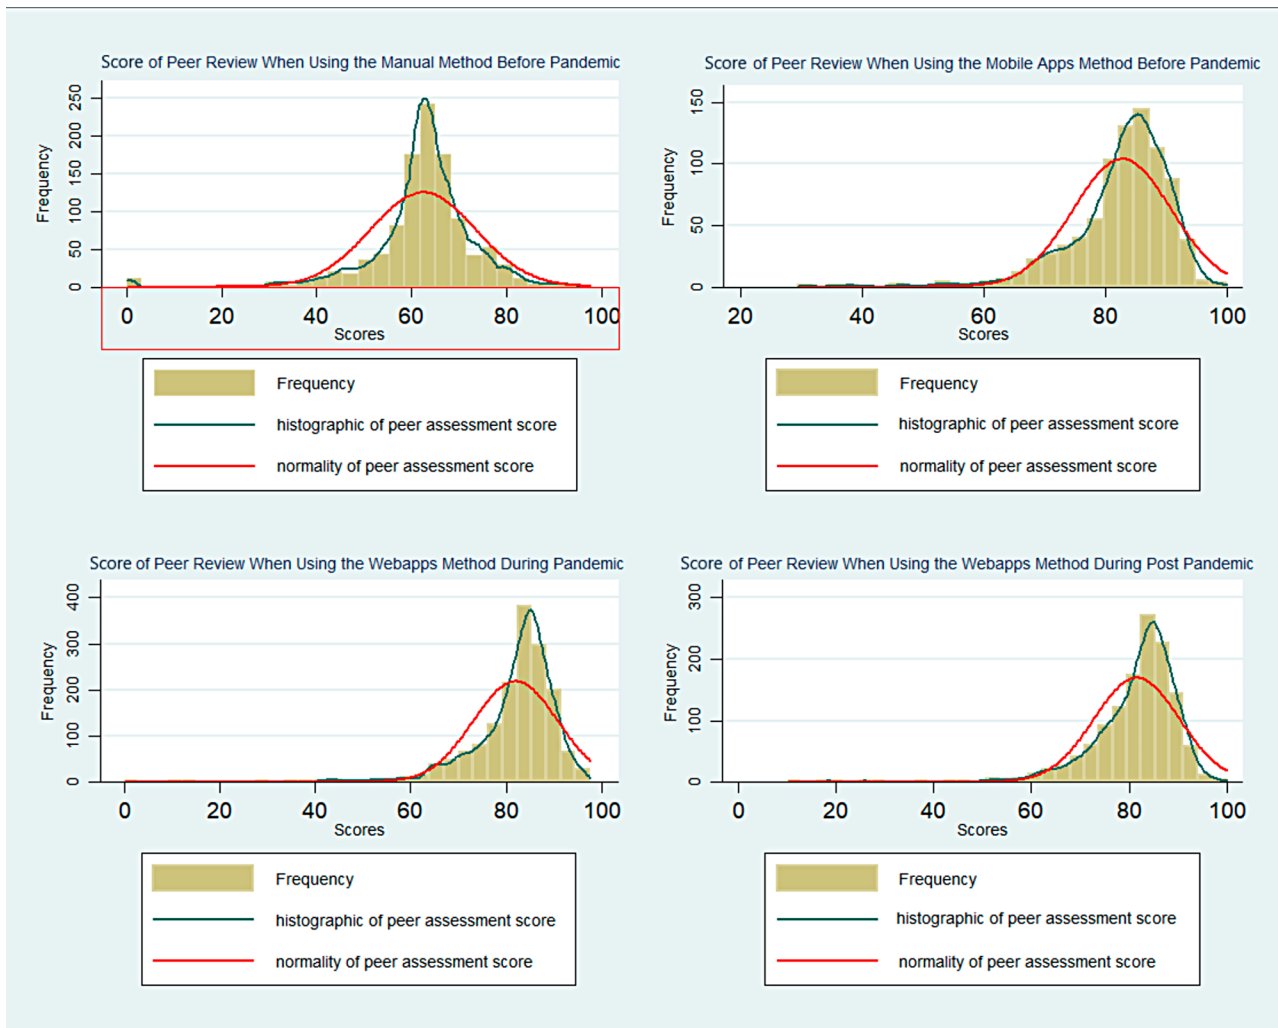 Score of Peer Review When Using the Manual Method Before Pandemic
250
200
150
100
50
0
Frequency
0 20 40 60 80 100
Scores
Frequency
histographic of peer assessment score
normality of peer assessment score
Score of Peer Review When Using the Mobile Apps Method Before Pandemic
150
100
50
0
Frequency
20 40 60 80 100
Scores
Frequency
histographic of peer assessment score
normality of peer assessment score
Score of Peer Review When Using the Webapps Method During Pandemic
400
300
200
100
0
Frequency
0 20 40 60 80 100
Scores
Frequency
histographic of peer assessment score
normality of peer assessment score
Score of Peer Review When Using the Webapps Method During Post Pandemic
300
200
100
0
Frequency
0 20 40 60 80 100
Scores
Frequency
histographic of peer assessment score
normality of peer assessment score